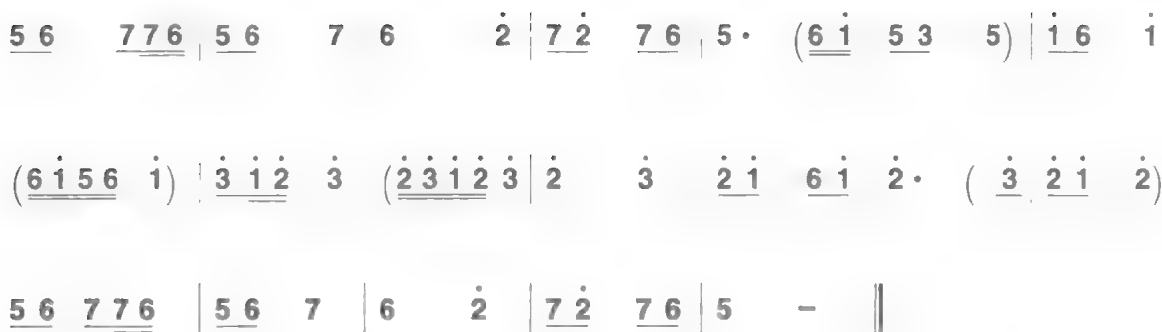 5 6 7 7 6 | 5 6 7 6 2̇ | 7 2̇ 7 6 | 5 · ( 6 1̇ 5 3 5 ) | 1̇ 6 1̇
( 6 1̇ 5 6 1̇ ) | 3̇ 1̇ 2̇ 3̇ ( 2̇ 3̇ 1̇ 2̇ 3̇ | 2̇ 3̇ 2̇ 1̇ 6 1̇ 2̇ · ( 3̇ 2̇ 1̇ 2̇ )
5 6 7 7 6 | 5 6 7 | 6 2̇ | 7 2̇ 7 6 | 5 – ‖